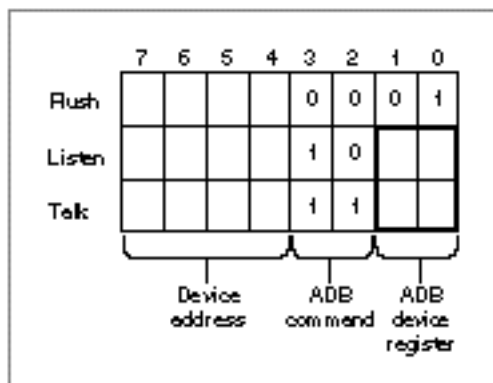 7 6 5 4 3 2 1 0
Flush 0 0 0 1
Listen 1 0
Talk 1 1
Device address
ADB command
ADB device register